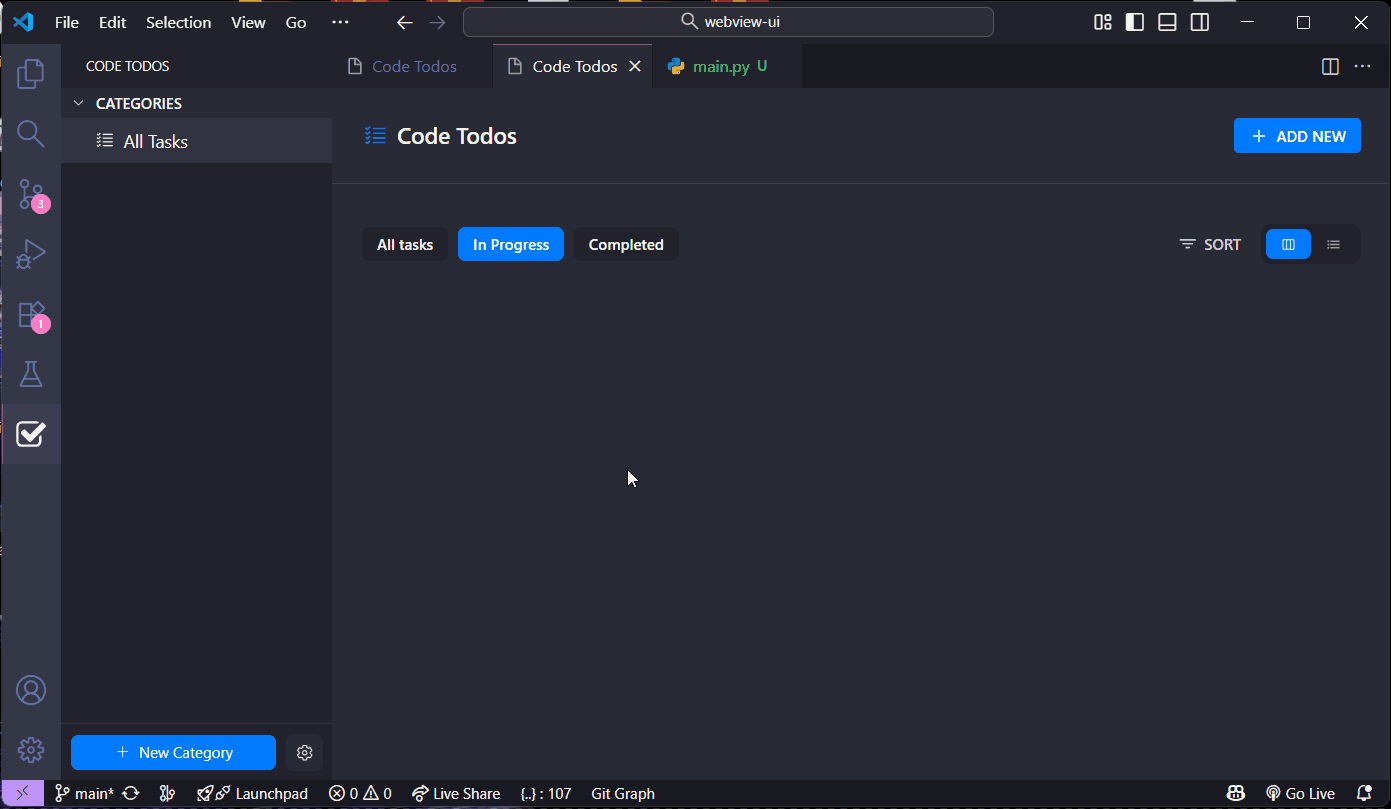 File Edit Selection View Go ··· webview-ui
CODE TODOS
Code Todos
Code Todos
main.py U
CATEGORIES
All Tasks
Code Todos
+ ADD NEW
All tasks
In Progress
Completed
SORT
3
1
+ New Category
main* Launchpad 0 0 Live Share {..} : 107 Git Graph Go Live